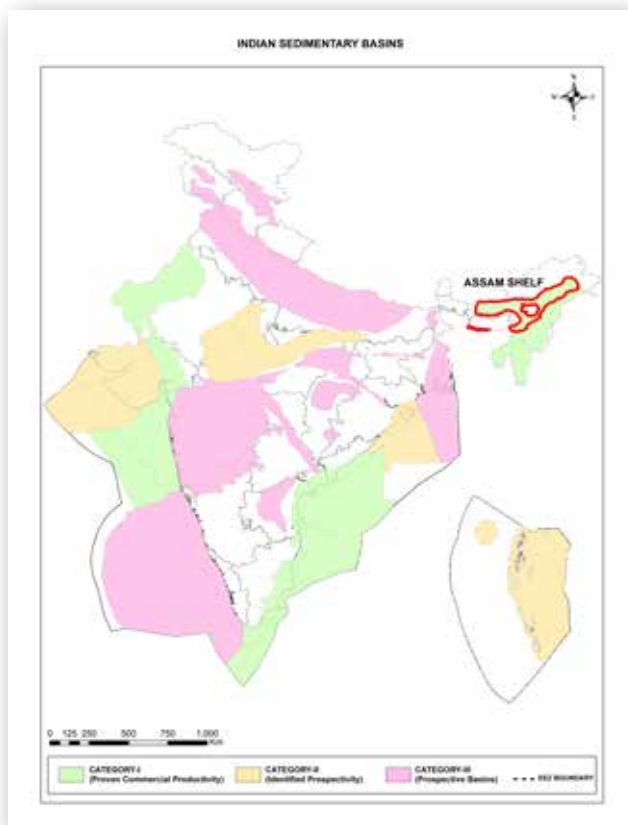 INDIAN SEDIMENTARY BASINS
N
W E
S
ASSAM SHELF
0 125 250 500 750 1,000
Km
CATEGORY-I
(Proven Commercial Productivity)
CATEGORY-II
(Identified Prospectivity)
CATEGORY-III
(Prospective Basins)
EEZ BOUNDARY